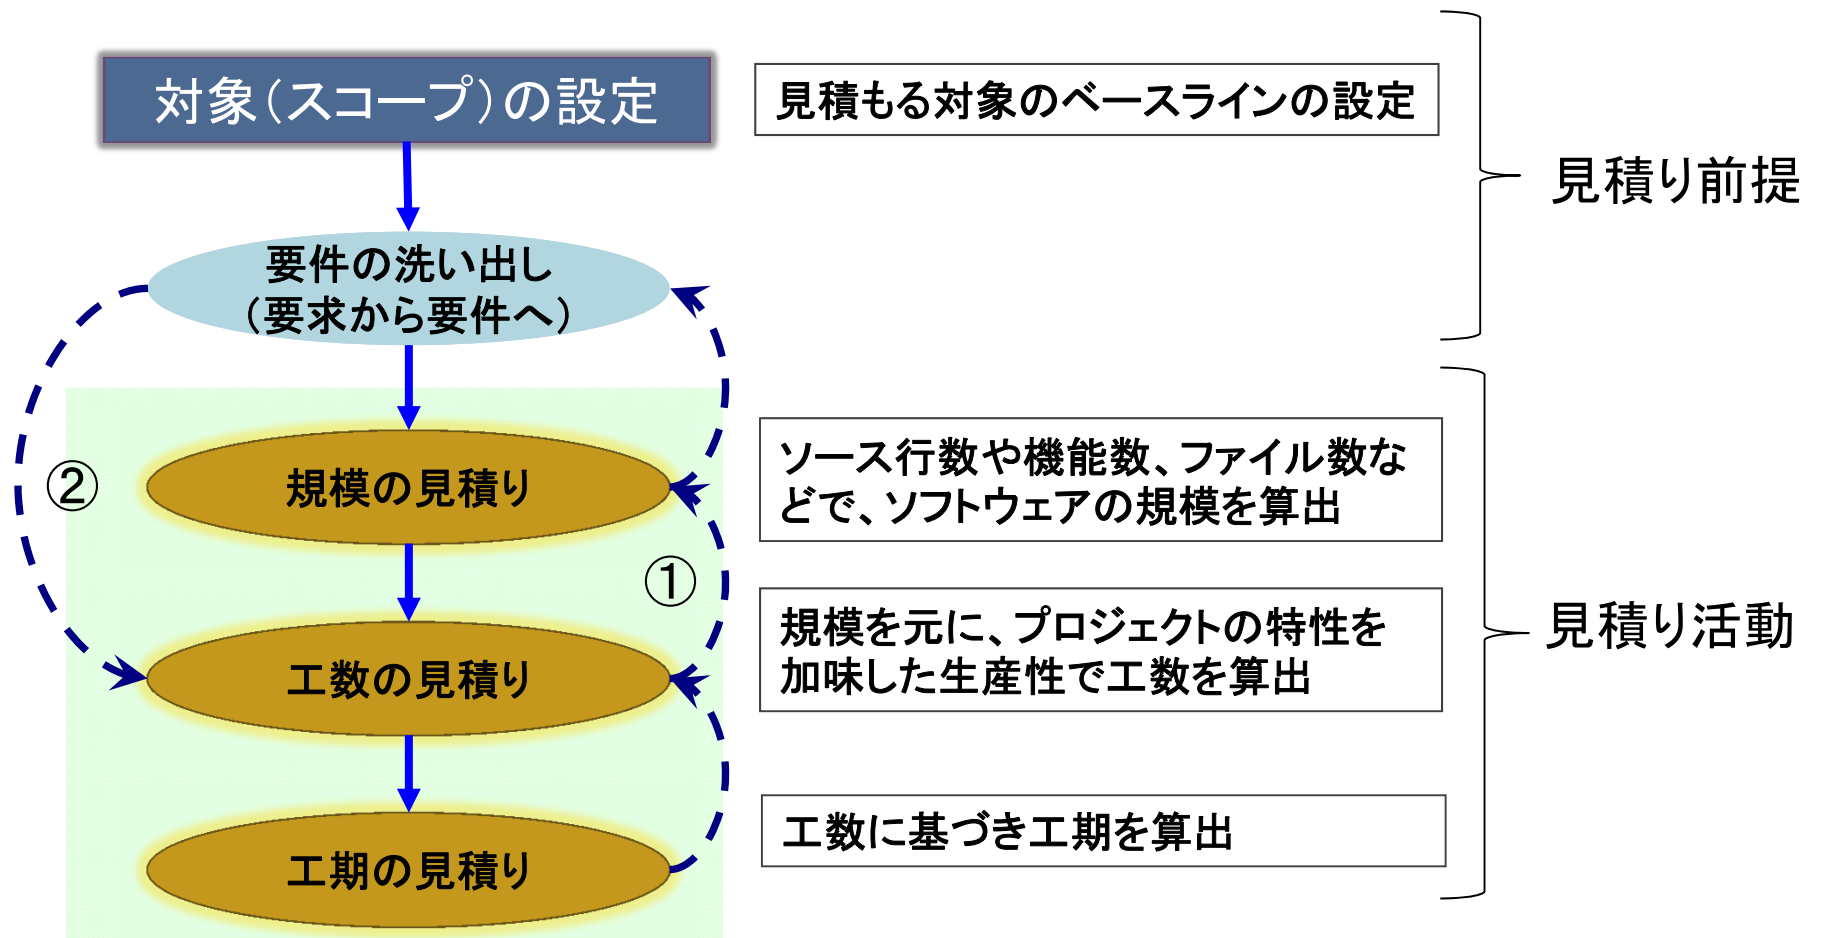 対象（スコープ）の設定
見積もる対象のベースラインの設定
見積り前提
要件の洗い出し
（要求から要件へ）
規模の見積り
②
ソース行数や機能数、ファイル数な
どで、ソフトウェアの規模を算出
①
工数の見積り
規模を元に、プロジェクトの特性を
加味した生産性で工数を算出
見積り活動
工期の見積り
工数に基づき工期を算出